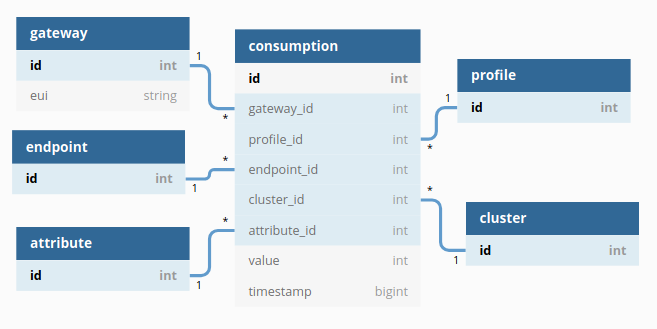 gateway
id int
eui string
1
*
endpoint
id int
1
*
attribute
id int
1
*
consumption
id int
gateway_id int
profile_id int
endpoint_id int
cluster_id int
attribute_id int
value int
timestamp bigint
profile
1
id int
*
*
cluster
id int
1